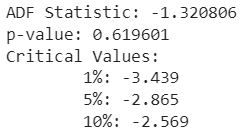 ADF Statistic: -1.320806
p-value: 0.619601
Critical Values:
1%: -3.439
5%: -2.865
10%: -2.569